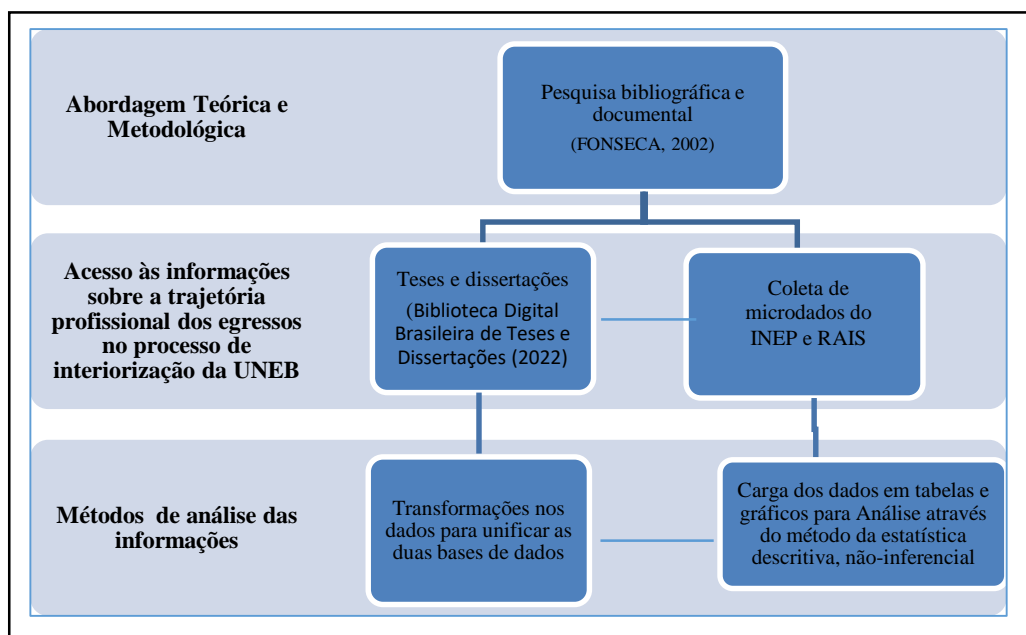 Abordagem Teórica e
Metodológica
Pesquisa bibliográfica e
documental
(FONSECA, 2002)
Acesso às informações
sobre a trajetória
profissional dos egressos
no processo de
interiorização da UNEB
Teses e dissertações
(Biblioteca Digital
Brasileira de Teses e
Dissertações (2022)
Coleta de
microdados do
INEP e RAIS
Métodos de análise das
informações
Transformações nos
dados para unificar as
duas bases de dados
Carga dos dados em tabelas e
gráficos para Análise através
do método da estatística
descritiva, não-inferencial